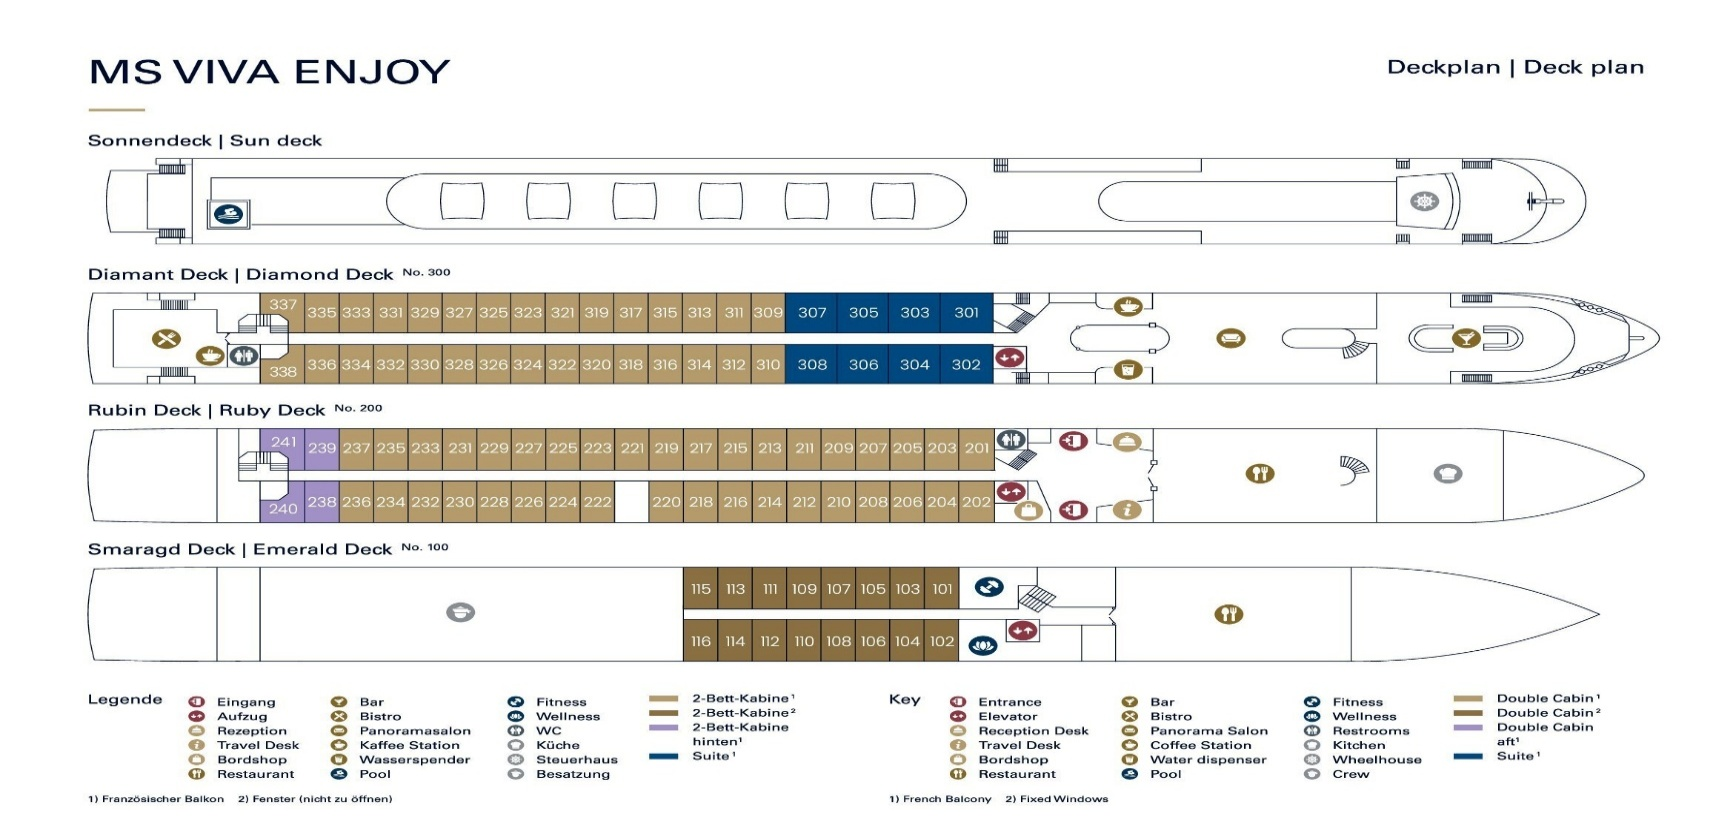 MS VIVA ENJOY
Deckplan | Deck plan
Sonnendeck | Sun deck
Diamant Deck | Diamond Deck No. 300
337 335 333 331 329 327 325 323 321 319 317 315 313 311 309 307 305 303 301
338 336 334 332 330 328 326 324 322 320 318 316 314 312 310 308 306 304 302
Rubin Deck | Ruby Deck No. 200
241 239 237 235 233 231 229 227 225 223 221 219 217 215 213 211 209 207 205 203 201
240 238 236 234 232 230 228 226 224 222 220 218 216 214 212 210 208 206 204 202
Smaragd Deck | Emerald Deck No. 100
115 113 111 109 107 105 103 101
116 114 112 110 108 106 104 102
Legende
Eingang
Aufzug
Rezeption
Travel Desk
Bordshop
Restaurant
Bar
Bistro
Panoramasalon
Kaffee Station
Wasserspender
Pool
Fitness
Wellness
WC
Küche
Steuerhaus
Besatzung
2-Bett-Kabine¹
2-Bett-Kabine²
2-Bett-Kabine
hinten¹
Suite¹
1) Französischer Balkon 2) Fenster (nicht zu öffnen)
Key
Entrance
Elevator
Reception Desk
Travel Desk
Bordshop
Restaurant
Bar
Bistro
Panorama Salon
Coffee Station
Water dispenser
Pool
Fitness
Wellness
Restrooms
Kitchen
Wheelhouse
Crew
Double Cabin¹
Double Cabin²
Double Cabin
aft¹
Suite¹
1) French Balcony 2) Fixed Windows